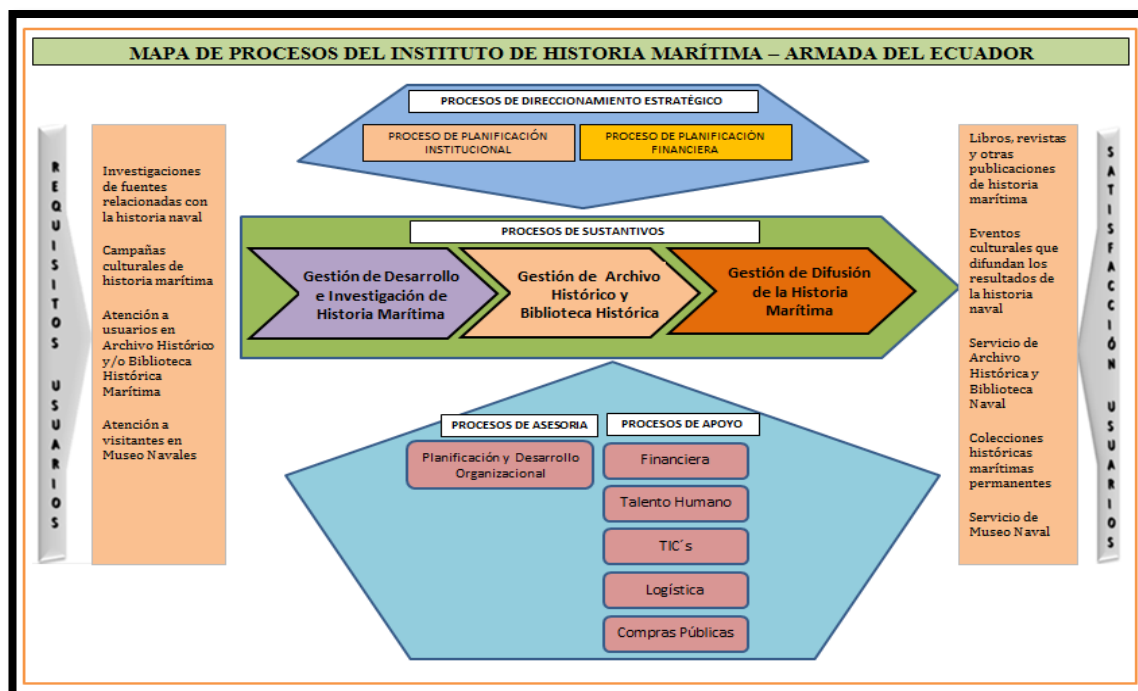 MAPA DE PROCESOS DEL INSTITUTO DE HISTORIA MARÍTIMA – ARMADA DEL ECUADOR
PROCESOS DE DIRECCIONAMIENTO ESTRATÉGICO
PROCESO DE PLANIFICACIÓN
INSTITUCIONAL
PROCESO DE PLANIFICACIÓN
FINANCIERA
REQUISITOS USUARIOS
Investigaciones
de fuentes
relacionadas con
la historia naval
Campañas
culturales de
historia marítima
Atención a
usuarios en
Archivo Histórico
y/o Biblioteca
Histórica
Marítima
Atención a
visitantes en
Museo Navales
PROCESOS DE SUSTANTIVOS
Gestión de Desarrollo
e Investigación de
Historia Marítima
Gestión de Archivo
Histórico y
Biblioteca Histórica
Gestión de Difusión
de la Historia
Marítima
PROCESOS DE ASESORIA
Planificación y Desarrollo
Organizacional
PROCESOS DE APOYO
Financiera
Talento Humano
TIC´s
Logística
Compras Públicas
Libros, revistas
y otras
publicaciones
de historia
marítima
Eventos
culturales que
difundan los
resultados de
la historia
naval
Servicio de
Archivo
Histórica y
Biblioteca
Naval
Colecciones
históricas
marítimas
permanentes
Servicio de
Museo Naval
SATISFACCIÓN USUARIOS